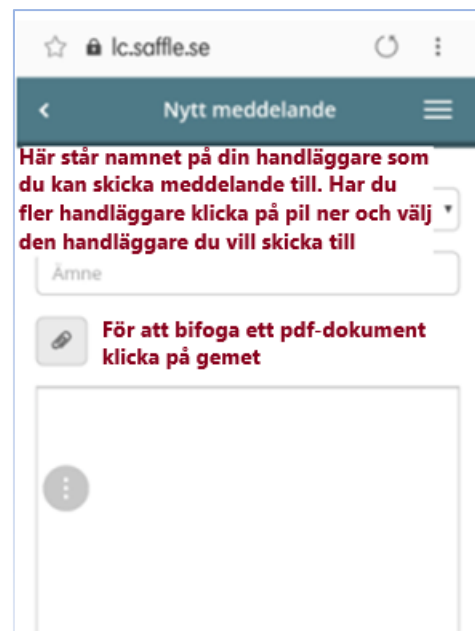 lc.saffle.se
Nytt meddelande
Här står namnet på din handläggare som
du kan skicka meddelande till. Har du
fler handläggare klicka på pil ner och välj
den handläggare du vill skicka till
Ämne
För att bifoga ett pdf-dokument
klicka på gemet